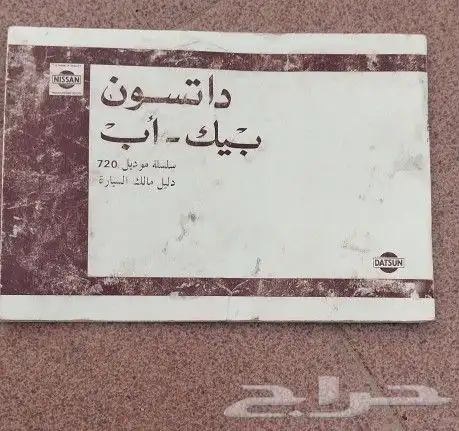 NISSAN
داتسون
بيك-أب
سلسلة موديل 720
دليل مالك السيارة
DATSUN
حراج